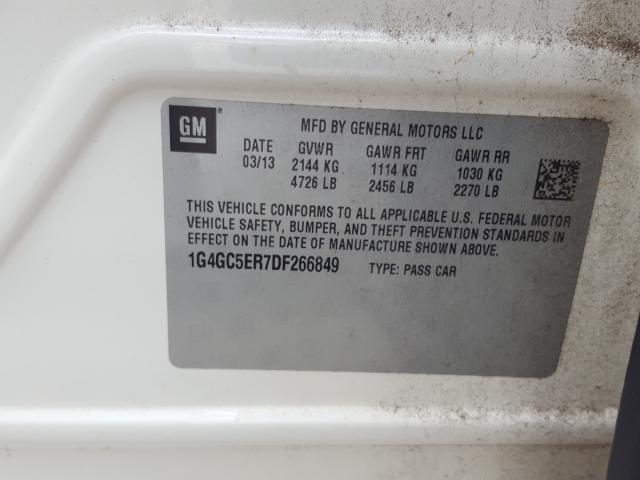 GM ®
MFD BY GENERAL MOTORS LLC
DATE GVWR GAWR FRT GAWR RR
03/13 2144 KG 1114 KG 1030 KG
4726 LB 2456 LB 2270 LB
THIS VEHICLE CONFORMS TO ALL APPLICABLE U.S. FEDERAL MOTOR
VEHICLE SAFETY, BUMPER, AND THEFT PREVENTION STANDARDS IN
EFFECT ON THE DATE OF MANUFACTURE SHOWN ABOVE.
1G4GC5ER7DF266849 TYPE: PASS CAR